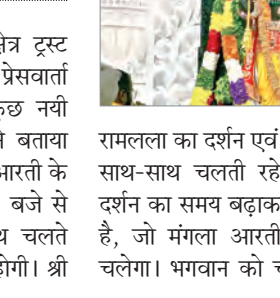 क्षेत्र ट्रस्ट
प्रेसवार्ता
कुछ नयी
बताया
आरती के
बजे से
चलते
होगी। श्री
रामलला का दर्शन एवं
साथ-साथ चलती रहे
दर्शन का समय बढ़ाक
है, जो मंगला आरती
चलेगा। भगवान को